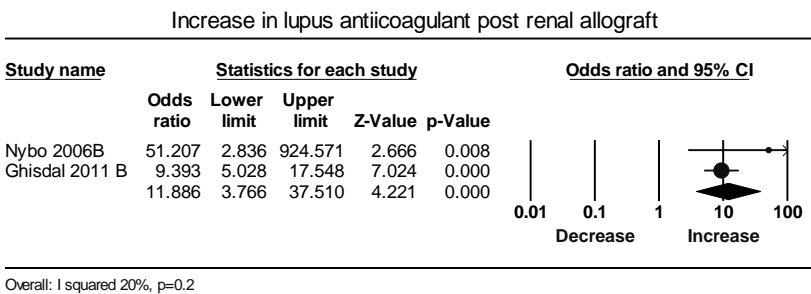 Increase in lupus antiicoagulant post renal allograft
Study name Statistics for each study Odds ratio and 95% CI
Odds Lower Upper
ratio limit limit Z-Value p-Value
Nybo 2006B 51.207 2.836 924.571 2.666 0.008
Ghisdal 2011 B 9.393 5.028 17.548 7.024 0.000
11.886 3.766 37.510 4.221 0.000
0.01 0.1 1 10 100
Decrease Increase
Overall: I squared 20%, p=0.2